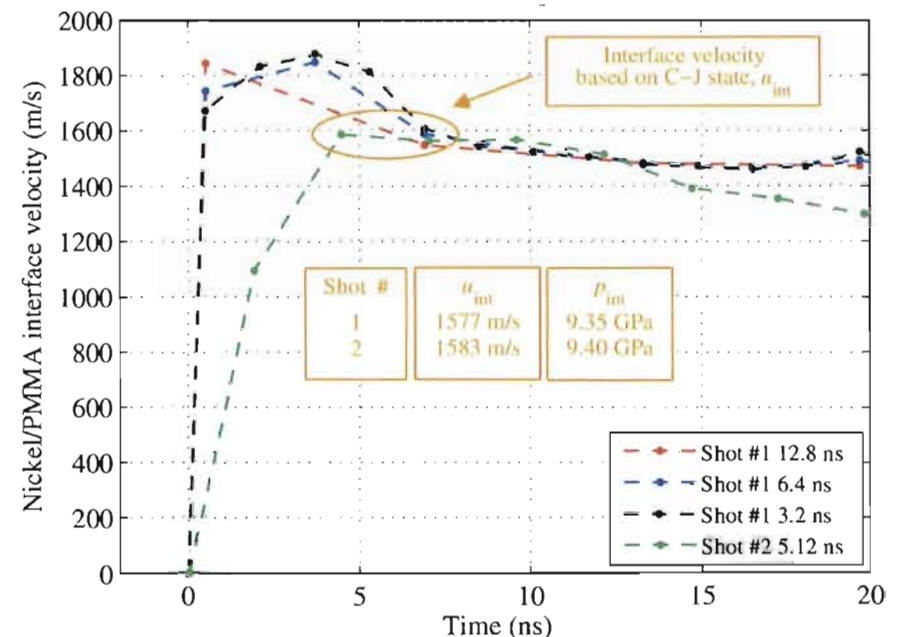 2000
1800
1600
1400
1200
1000
800
600
400
200
0
Nickel/PMMA interface velocity (m/s)
Interface velocity
based on C−J state, u_int
Shot #
1
2
u_int
1577 m/s
1583 m/s
p_int
9.35 GPa
9.40 GPa
Shot #1 12.8 ns
Shot #1 6.4 ns
Shot #1 3.2 ns
Shot #2 5.12 ns
0
5
10
15
20
Time (ns)